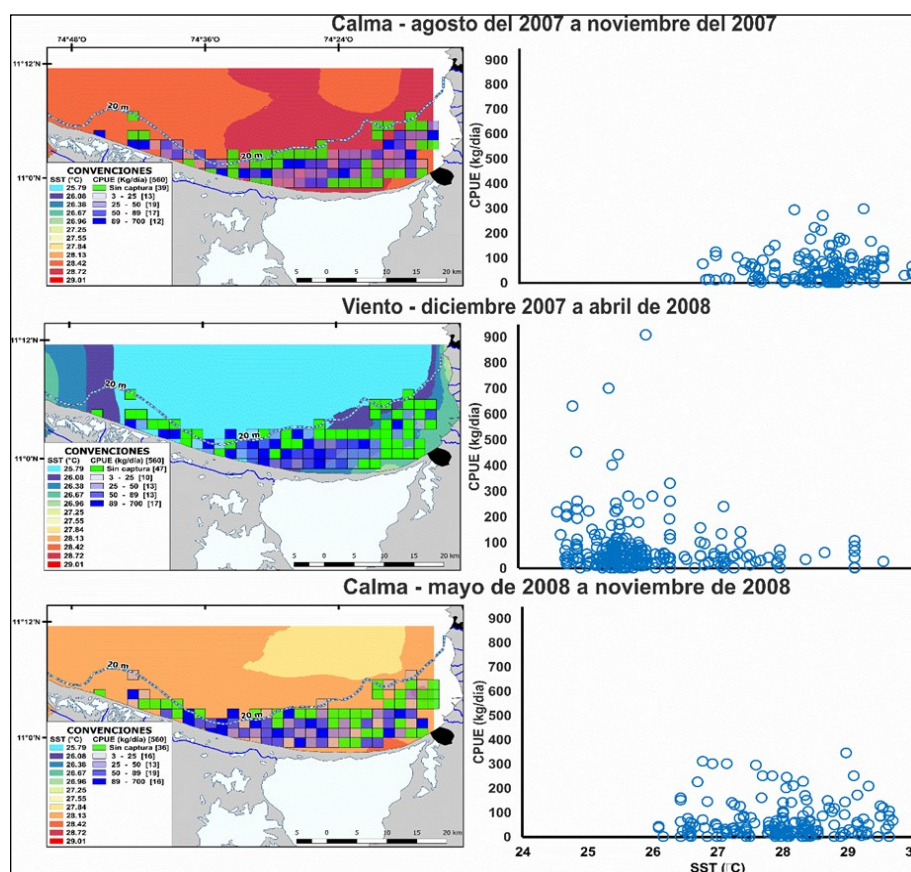 Calma - agosto del 2007 a noviembre del 2007
74°48'O 74°36'O 74°24'O
11°12'N
11°0'N
20 m
20 m
CONVENCIONES
SST (°C) CPUE (Kg/día) [560]
25.79 Sin captura [39]
26.08 3 - 25 [13]
26.38 25 - 50 [19]
26.67 50 - 89 [17]
26.96 89 - 700 [12]
27.25
27.55
27.84
28.13
28.42
28.72
29.01
5 0 5 10 15 20 km
CPUE (kg/día)
900
800
700
600
500
400
300
200
100
0
Viento - diciembre 2007 a abril de 2008
11°12'N
11°0'N
20 m
20 m
CONVENCIONES
SST (°C) CPUE (kg/día) [560]
25.79 Sin captura [47]
26.08 3 - 25 [10]
26.38 25 - 50 [13]
26.67 50 - 89 [13]
26.96 89 - 700 [17]
27.25
27.55
27.84
28.13
28.42
28.72
29.01
5 0 5 10 15 20 km
CPUE (kg/día)
900
800
700
600
500
400
300
200
100
0
Calma - mayo de 2008 a noviembre de 2008
11°12'N
11°0'N
20 m
20 m
CONVENCIONES
SST (°C) CPUE (kg/día) [560]
25.79 Sin captura [36]
26.08 3 - 25 [16]
26.38 25 - 50 [13]
26.67 50 - 89 [19]
26.96 89 - 700 [16]
27.25
27.55
27.84
28.13
28.42
28.72
29.01
5 0 5 10 15 20 km
CPUE (kg/día)
900
800
700
600
500
400
300
200
100
0
24 25 26 27 28 29 3
SST (°C)